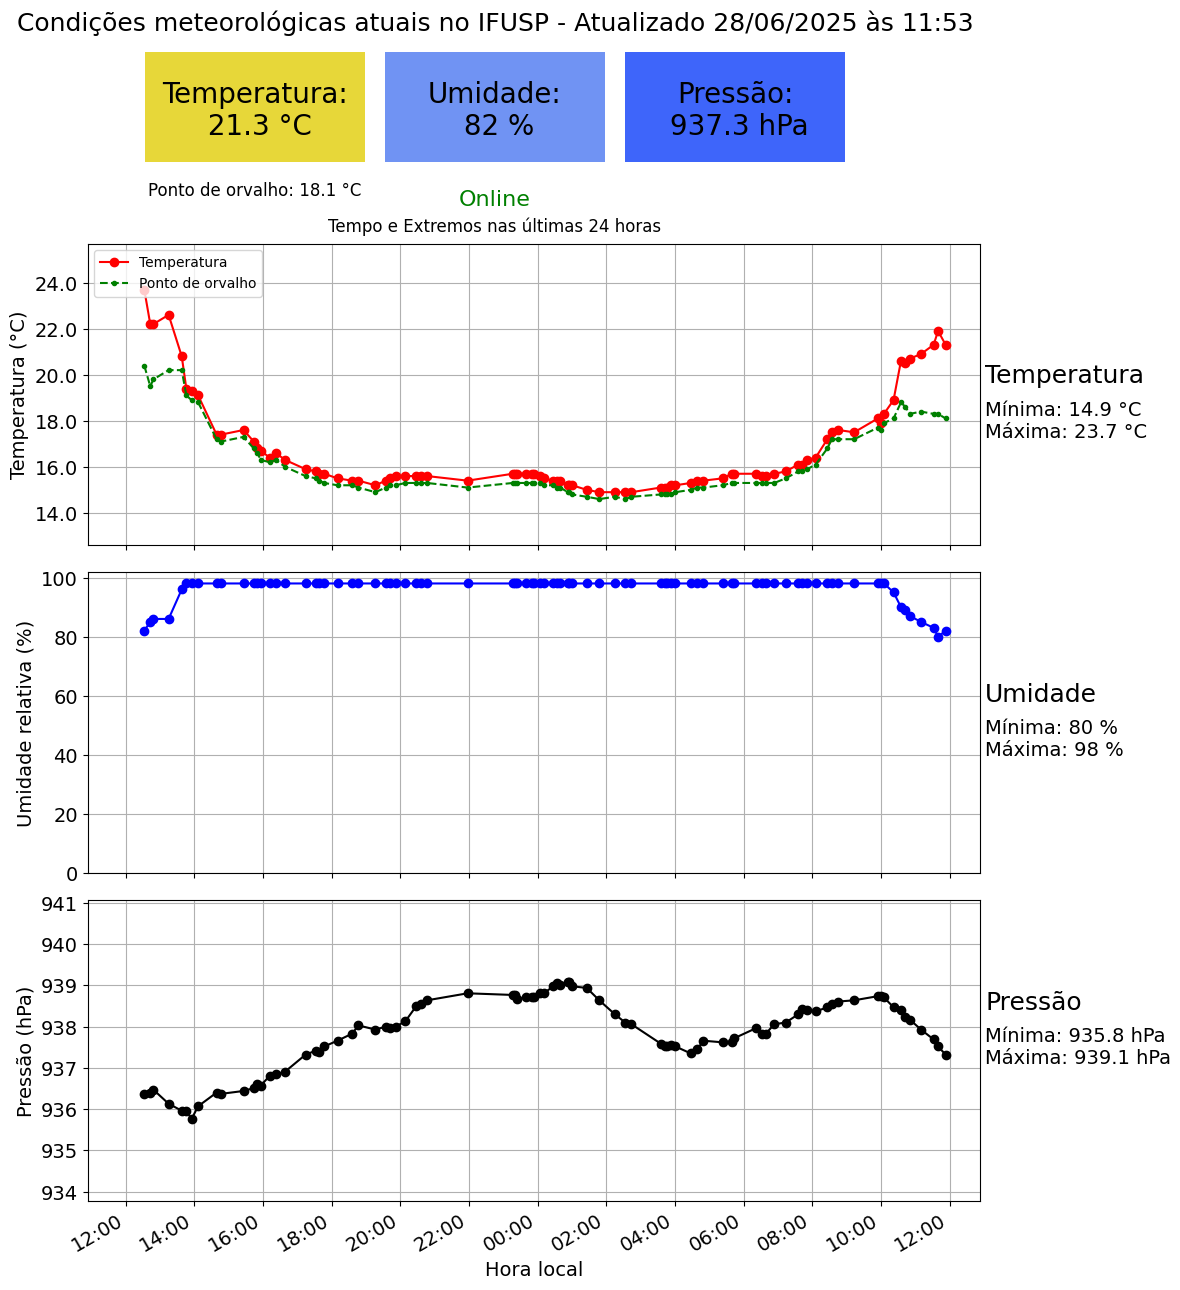 Condições meteorológicas atuais no IFUSP - Atualizado 28/06/2025 às 11:53
Temperatura:
21.3 °C
Umidade:
82 %
Pressão:
937.3 hPa
Ponto de orvalho: 18.1 °C
Online
Tempo e Extremos nas últimas 24 horas
Temperatura
Ponto de orvalho
Temperatura (°C)
24.0
22.0
20.0
18.0
16.0
14.0
Temperatura
Mínima: 14.9 °C
Máxima: 23.7 °C
Umidade relativa (%)
100
80
60
40
20
0
Umidade
Mínima: 80 %
Máxima: 98 %
Pressão (hPa)
941
940
939
938
937
936
935
934
Pressão
Mínima: 935.8 hPa
Máxima: 939.1 hPa
12:00 14:00 16:00 18:00 20:00 22:00 00:00 02:00 04:00 06:00 08:00 10:00 12:00
Hora local